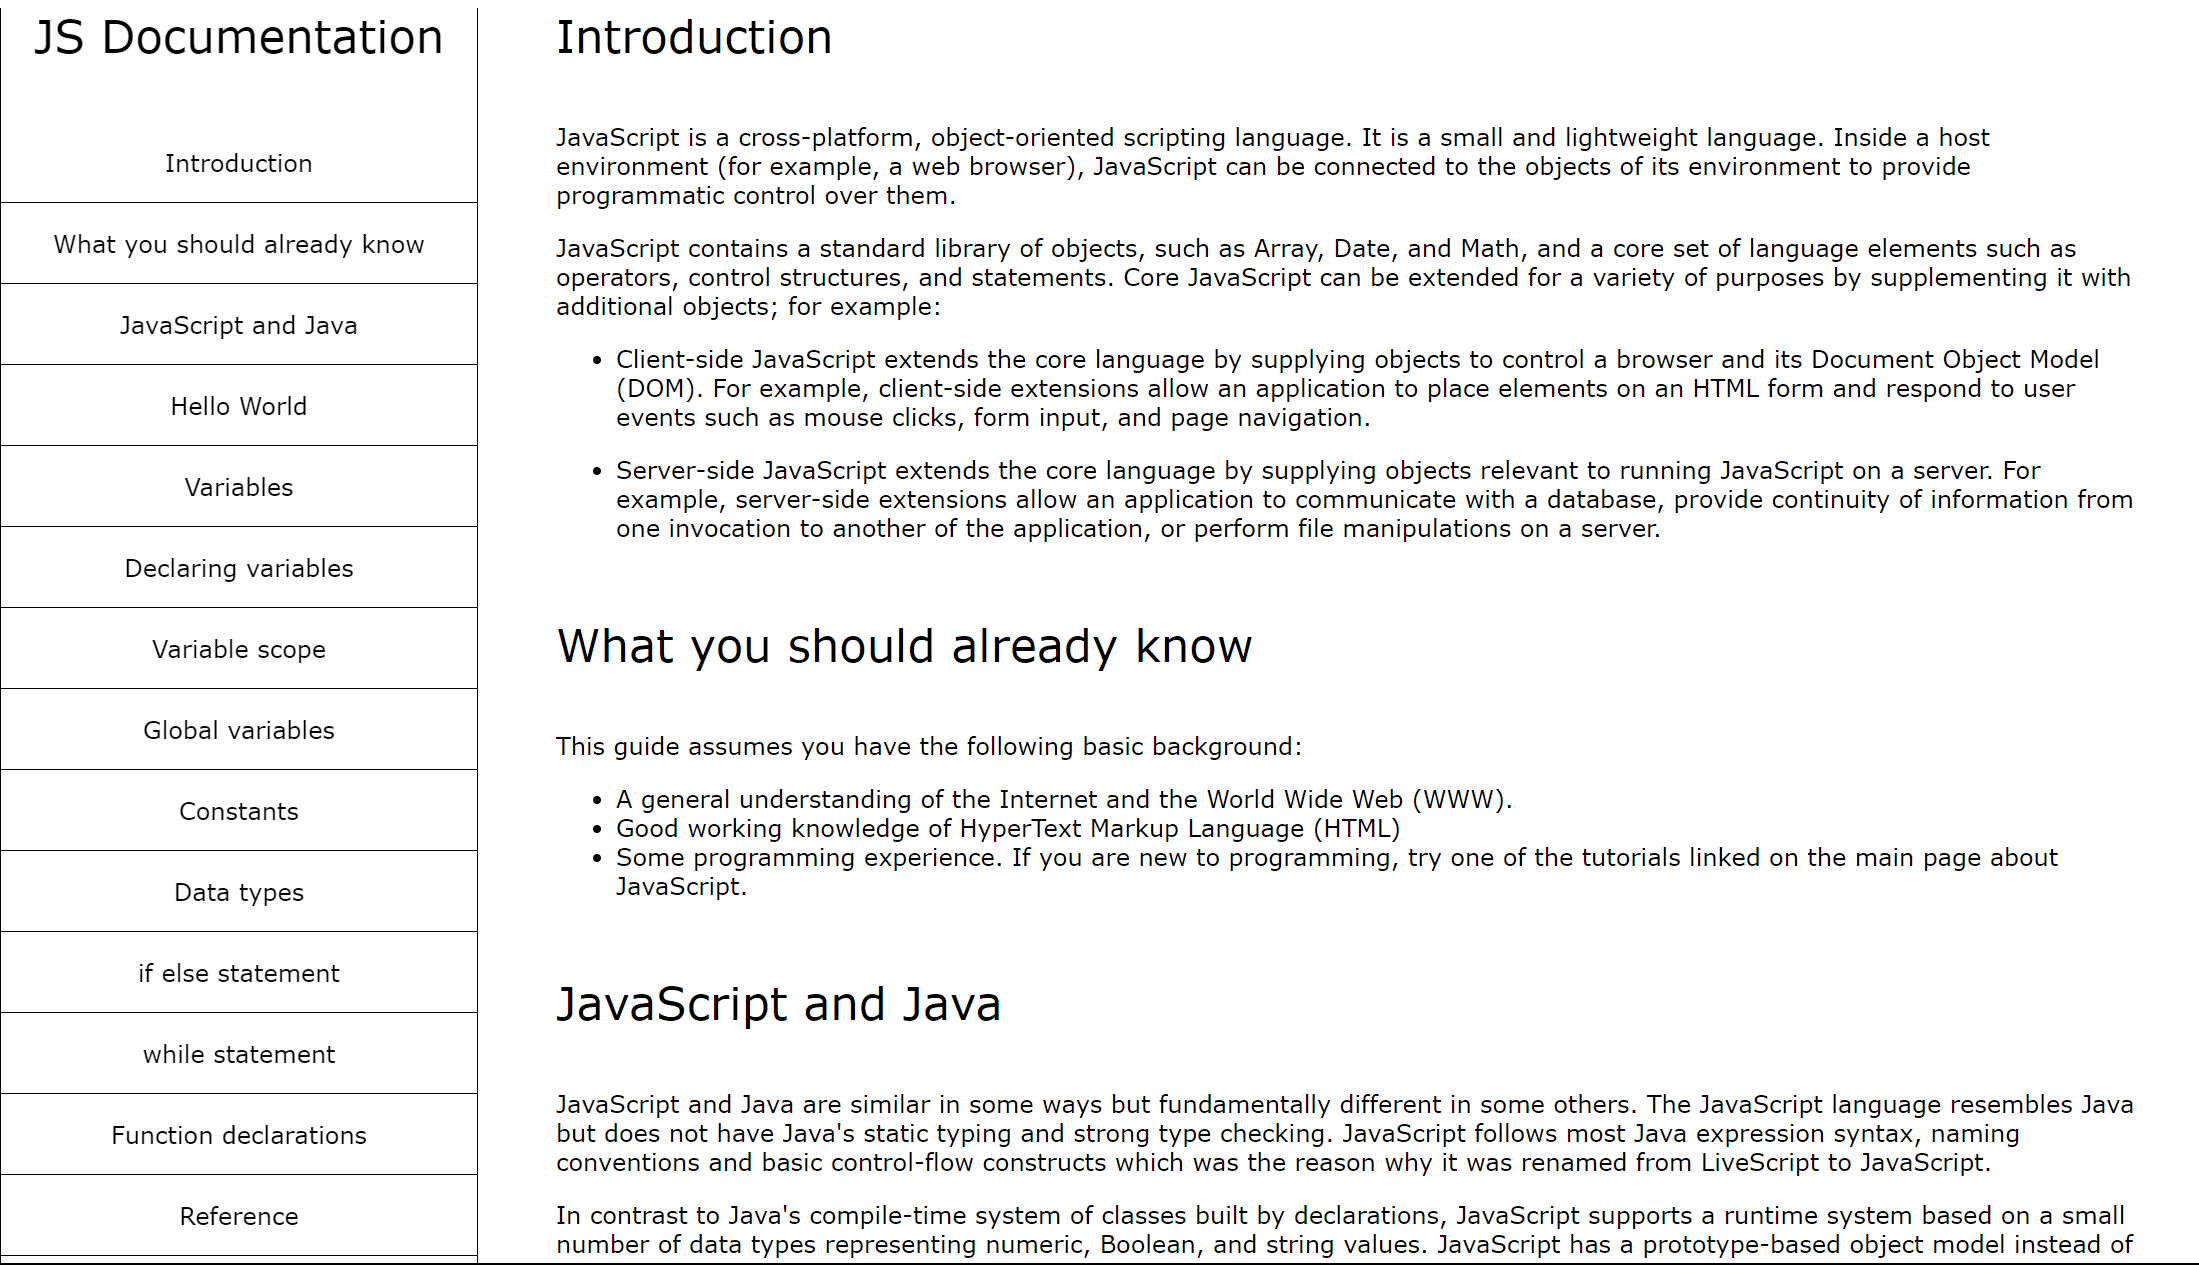 JS Documentation
Introduction
What you should already know
JavaScript and Java
Hello World
Variables
Declaring variables
Variable scope
Global variables
Constants
Data types
if else statement
while statement
Function declarations
Reference
Introduction
JavaScript is a cross-platform, object-oriented scripting language. It is a small and lightweight language. Inside a host
environment (for example, a web browser), JavaScript can be connected to the objects of its environment to provide
programmatic control over them.
JavaScript contains a standard library of objects, such as Array, Date, and Math, and a core set of language elements such as
operators, control structures, and statements. Core JavaScript can be extended for a variety of purposes by supplementing it with
additional objects; for example:
• Client-side JavaScript extends the core language by supplying objects to control a browser and its Document Object Model
(DOM). For example, client-side extensions allow an application to place elements on an HTML form and respond to user
events such as mouse clicks, form input, and page navigation.
• Server-side JavaScript extends the core language by supplying objects relevant to running JavaScript on a server. For
example, server-side extensions allow an application to communicate with a database, provide continuity of information from
one invocation to another of the application, or perform file manipulations on a server.
What you should already know
This guide assumes you have the following basic background:
• A general understanding of the Internet and the World Wide Web (WWW).
• Good working knowledge of HyperText Markup Language (HTML)
• Some programming experience. If you are new to programming, try one of the tutorials linked on the main page about
JavaScript.
JavaScript and Java
JavaScript and Java are similar in some ways but fundamentally different in some others. The JavaScript language resembles Java
but does not have Java's static typing and strong type checking. JavaScript follows most Java expression syntax, naming
conventions and basic control-flow constructs which was the reason why it was renamed from LiveScript to JavaScript.
In contrast to Java's compile-time system of classes built by declarations, JavaScript supports a runtime system based on a small
number of data types representing numeric, Boolean, and string values. JavaScript has a prototype-based object model instead of